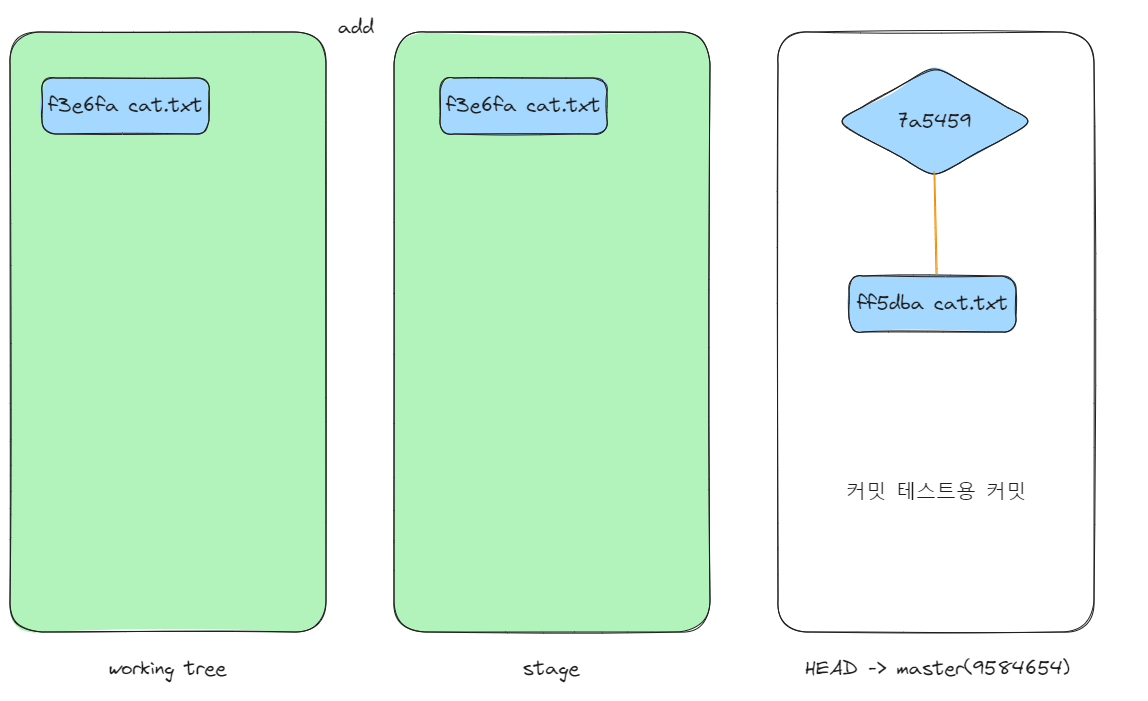 add
f3e6fa cat.txt
f3e6fa cat.txt
7a5459
ff5dba cat.txt
커밋 테스트용 커밋
working tree
stage
HEAD -> master(9584654)